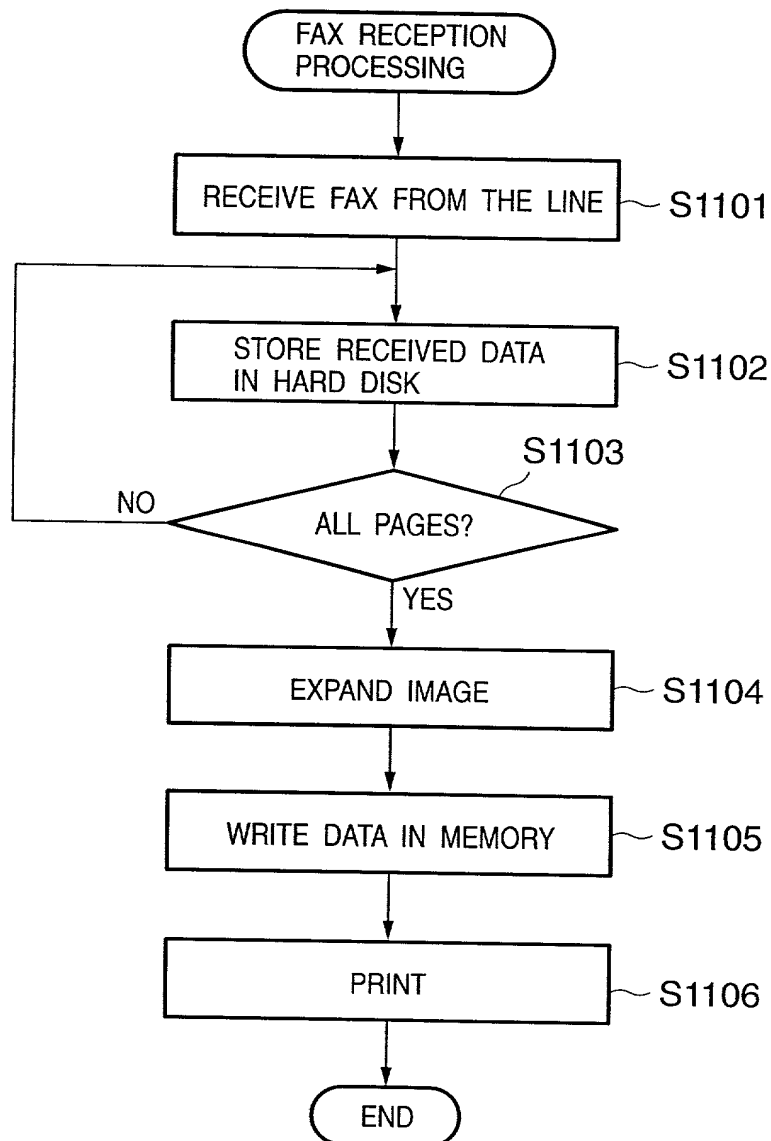 FAX RECEPTION
PROCESSING
RECEIVE FAX FROM THE LINE
S1101
STORE RECEIVED DATA
IN HARD DISK
S1102
S1103
NO
ALL PAGES?
YES
EXPAND IMAGE
S1104
WRITE DATA IN MEMORY
S1105
PRINT
S1106
END